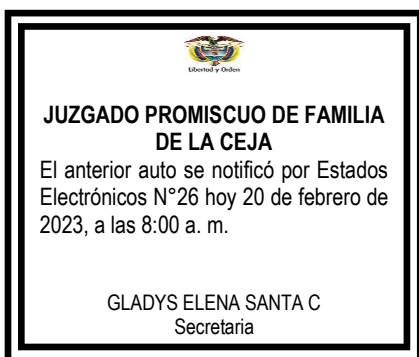 Libertad y Orden
JUZGADO PROMISCUO DE FAMILIA
DE LA CEJA
El anterior auto se notificó por Estados
Electrónicos N°26 hoy 20 de febrero de
2023, a las 8:00 a. m.
GLADYS ELENA SANTA C
Secretaria